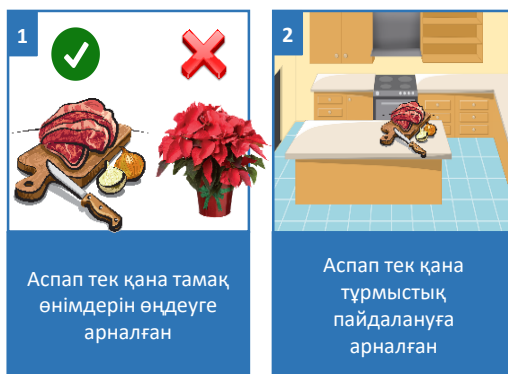 1
Аспап тек қана тамақ
өнімдерін өңдеуге
арналған
2
Аспап тек қана
тұрмыстық
пайдалануға
арналған